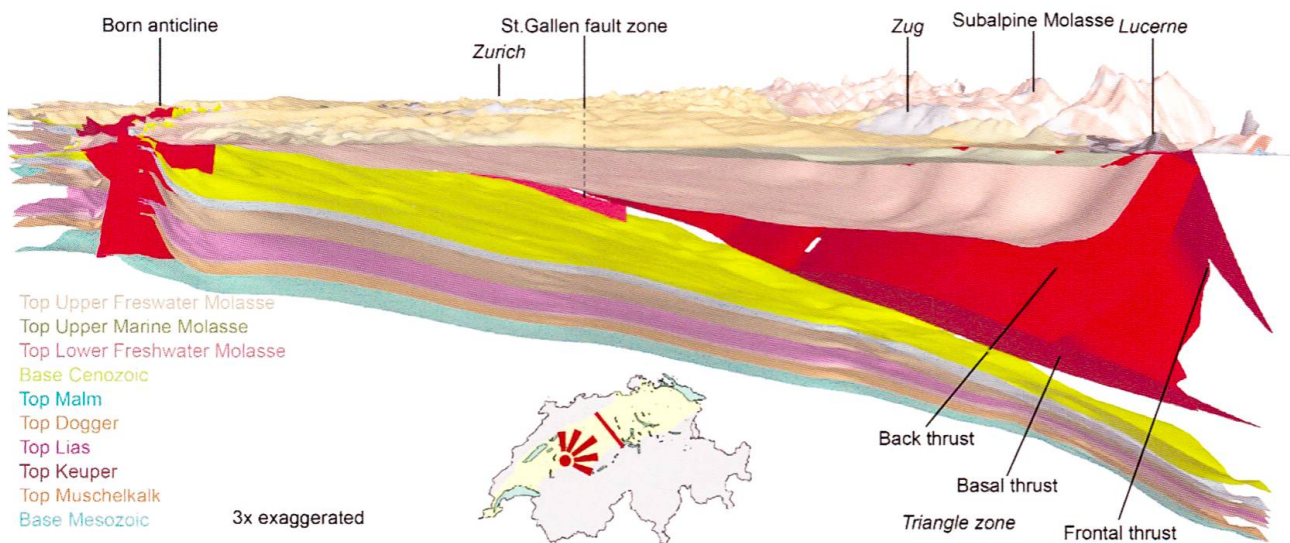 Born anticline
St.Gallen fault zone
Zurich
Zug
Subalpine Molasse
Lucerne
Top Upper Freswater Molasse
Top Upper Marine Molasse
Top Lower Freshwater Molasse
Base Cenozoic
Top Malm
Top Dogger
Top Lias
Top Keuper
Top Muschelkalk
Base Mesozoic
3x exaggerated
Back thrust
Basal thrust
Triangle zone
Frontal thrust